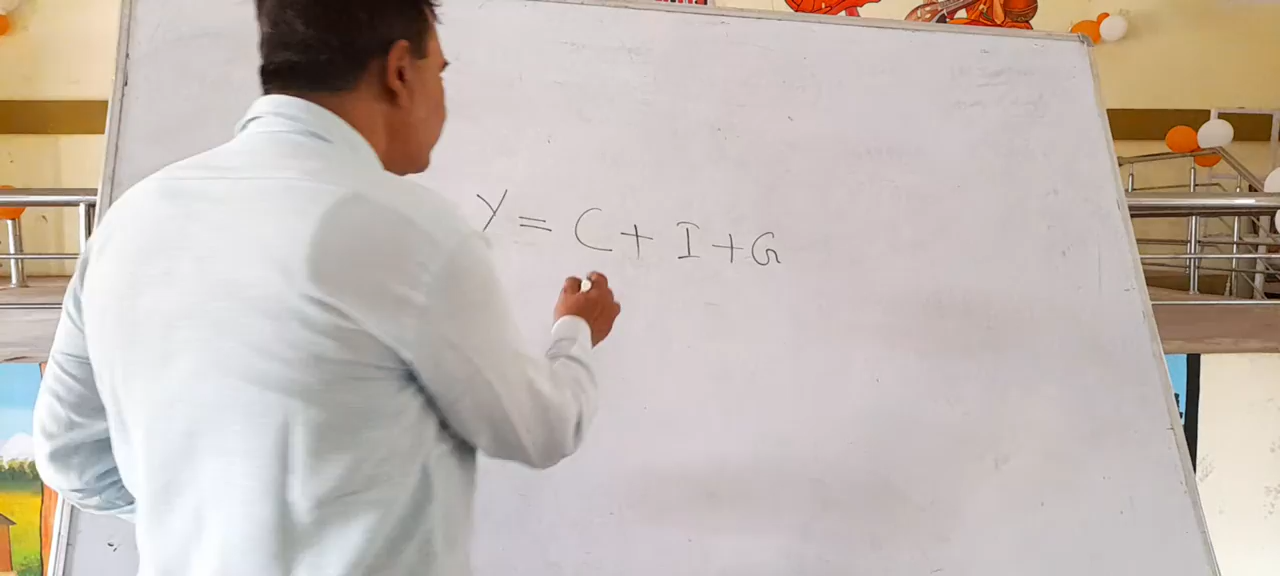 Y = C + I + G